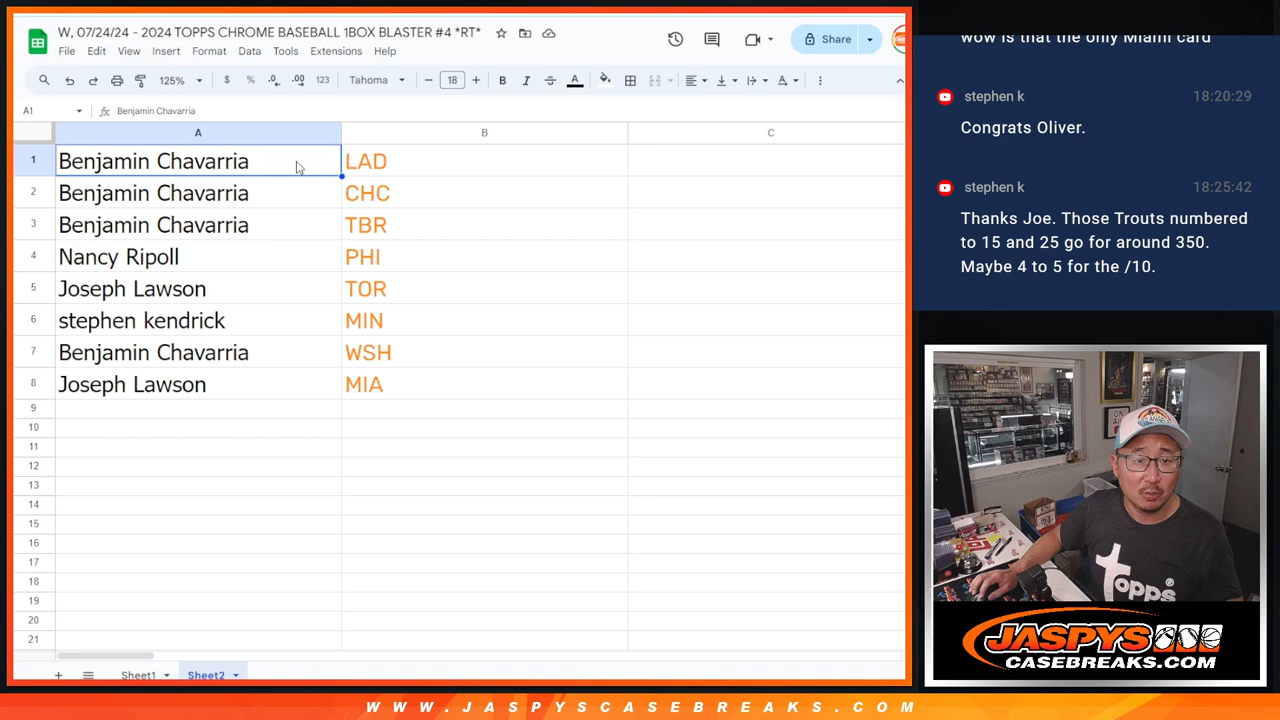 W, 07/24/24 - 2024 TOPPS CHROME BASEBALL 1BOX BLASTER #4 *RT*
File Edit View Insert Format Data Tools Extensions Help
Share
125% $ % .0 .00 123 Tahoma 18 B I S A
A1 fx Benjamin Chavarria
A B C
1 Benjamin Chavarria LAD
2 Benjamin Chavarria CHC
3 Benjamin Chavarria TBR
4 Nancy Ripoll PHI
5 Joseph Lawson TOR
6 stephen kendrick MIN
7 Benjamin Chavarria WSH
8 Joseph Lawson MIA
9
10
11
12
13
14
15
16
17
18
19
20
21
Sheet1 Sheet2
wow is that the only Miami card
stephen k 18:20:29
Congrats Oliver.
stephen k 18:25:42
Thanks Joe. Those Trouts numbered
to 15 and 25 go for around 350.
Maybe 4 to 5 for the /10.
ON
topps
JASPYS
CASEBREAKS.COM
WWW.JASPYSCASEBREAKS.COM